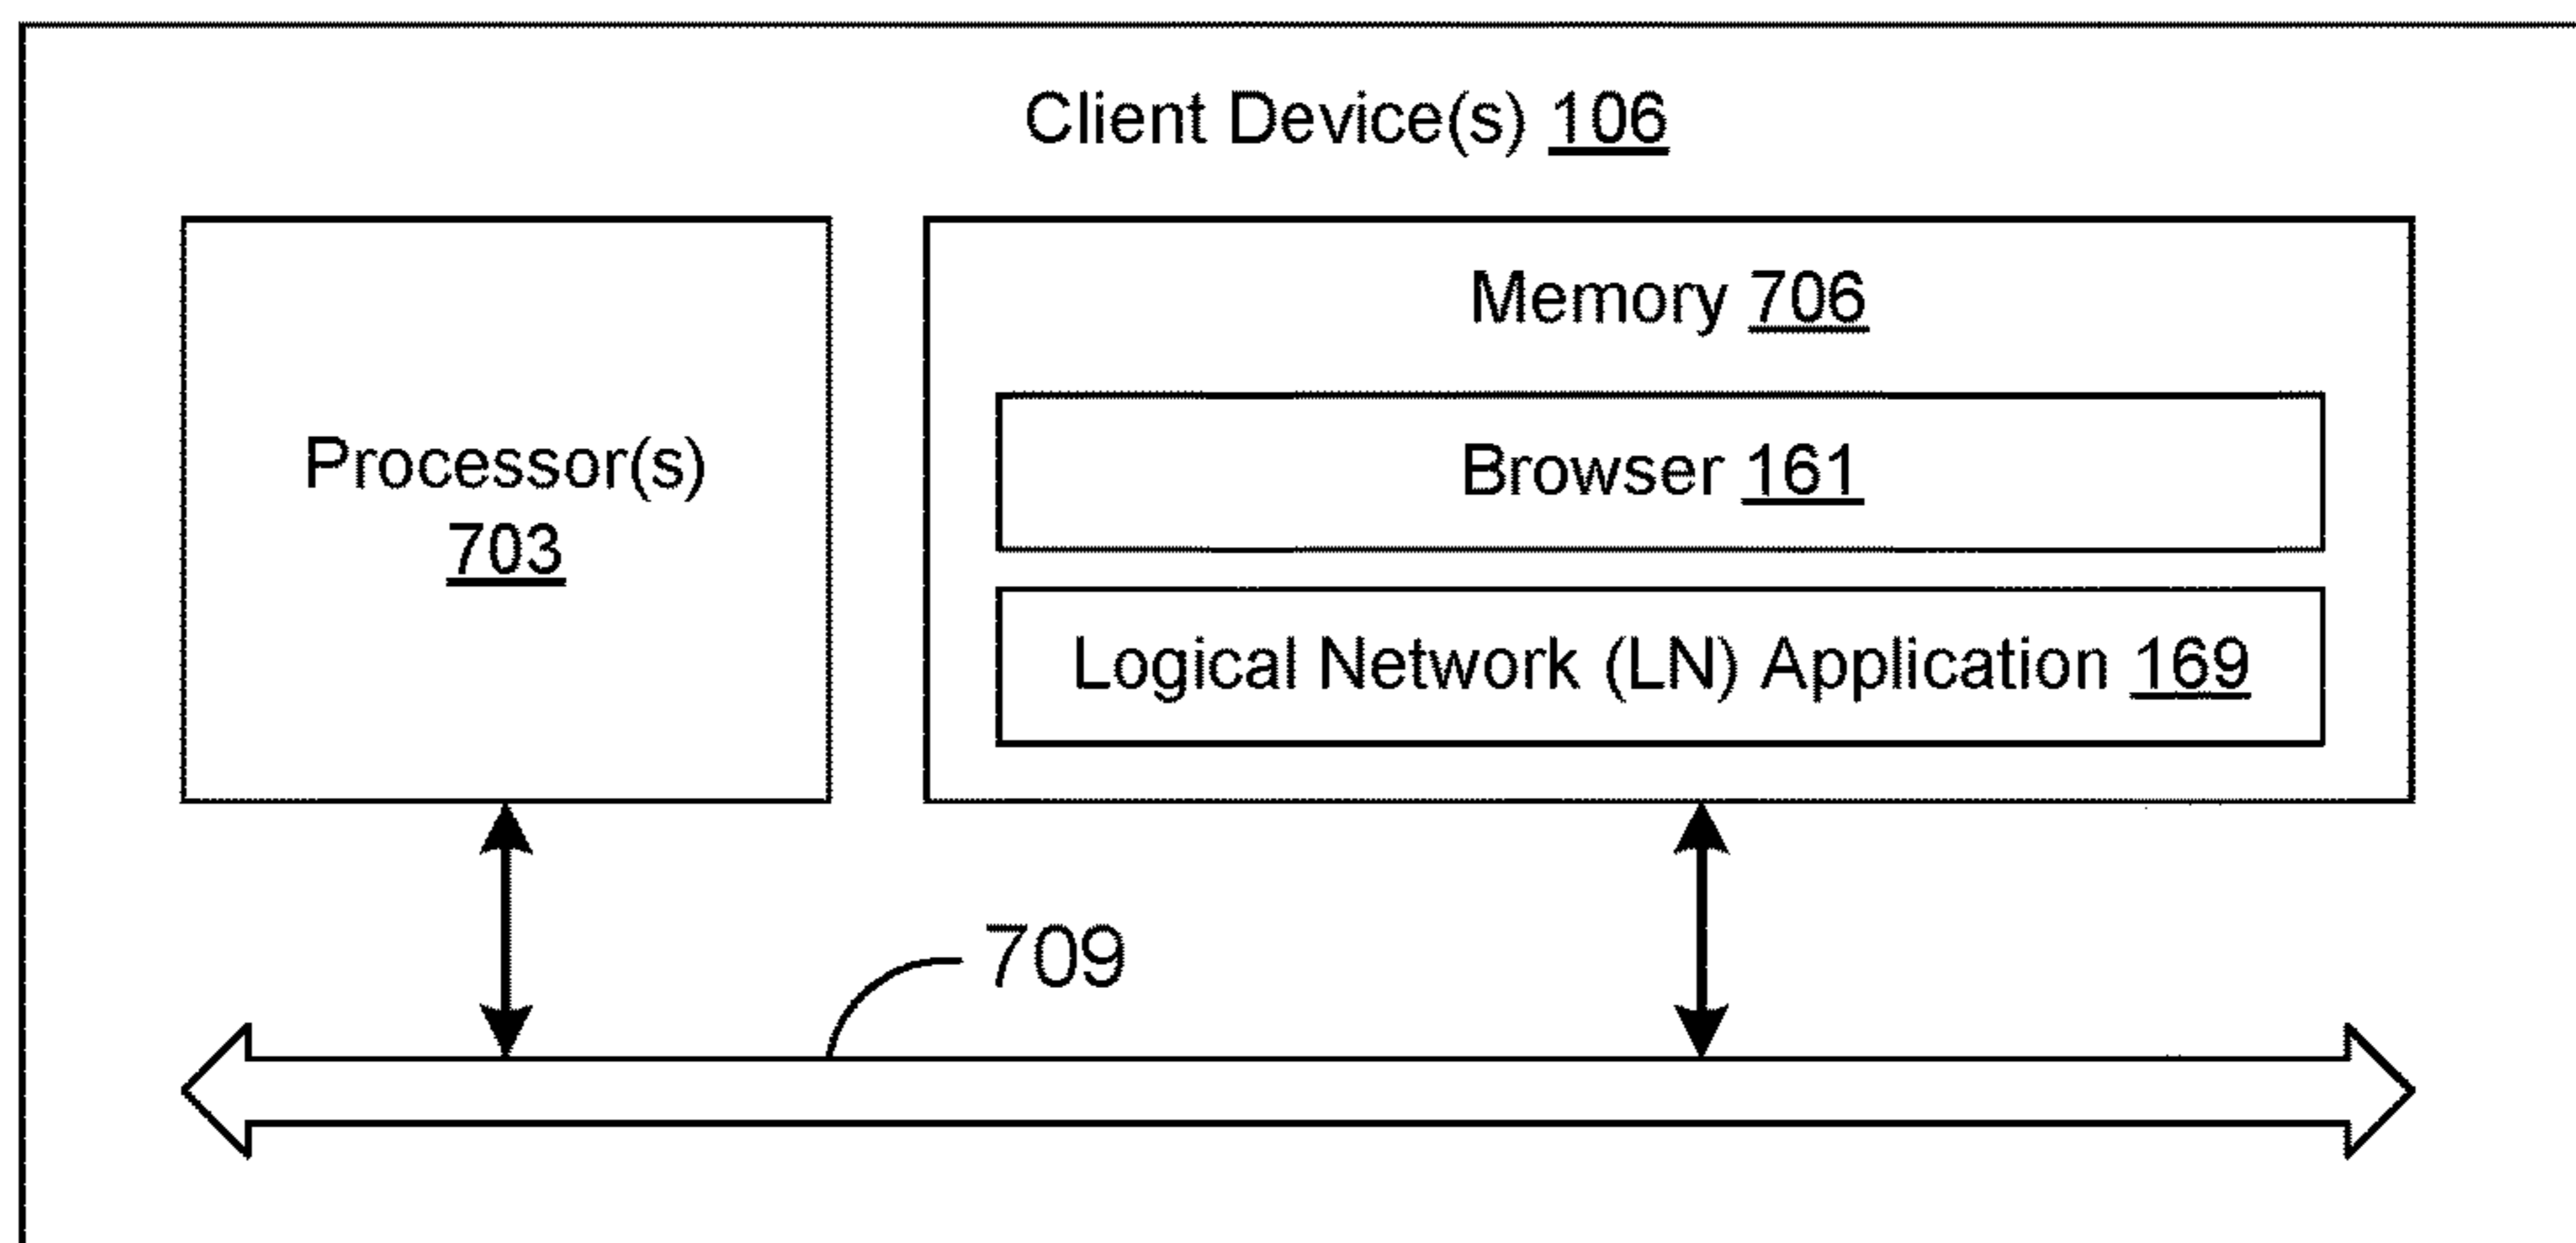 Client Device(s) 106
Processor(s)
703
Memory 706
Browser 161
Logical Network (LN) Application 169
709